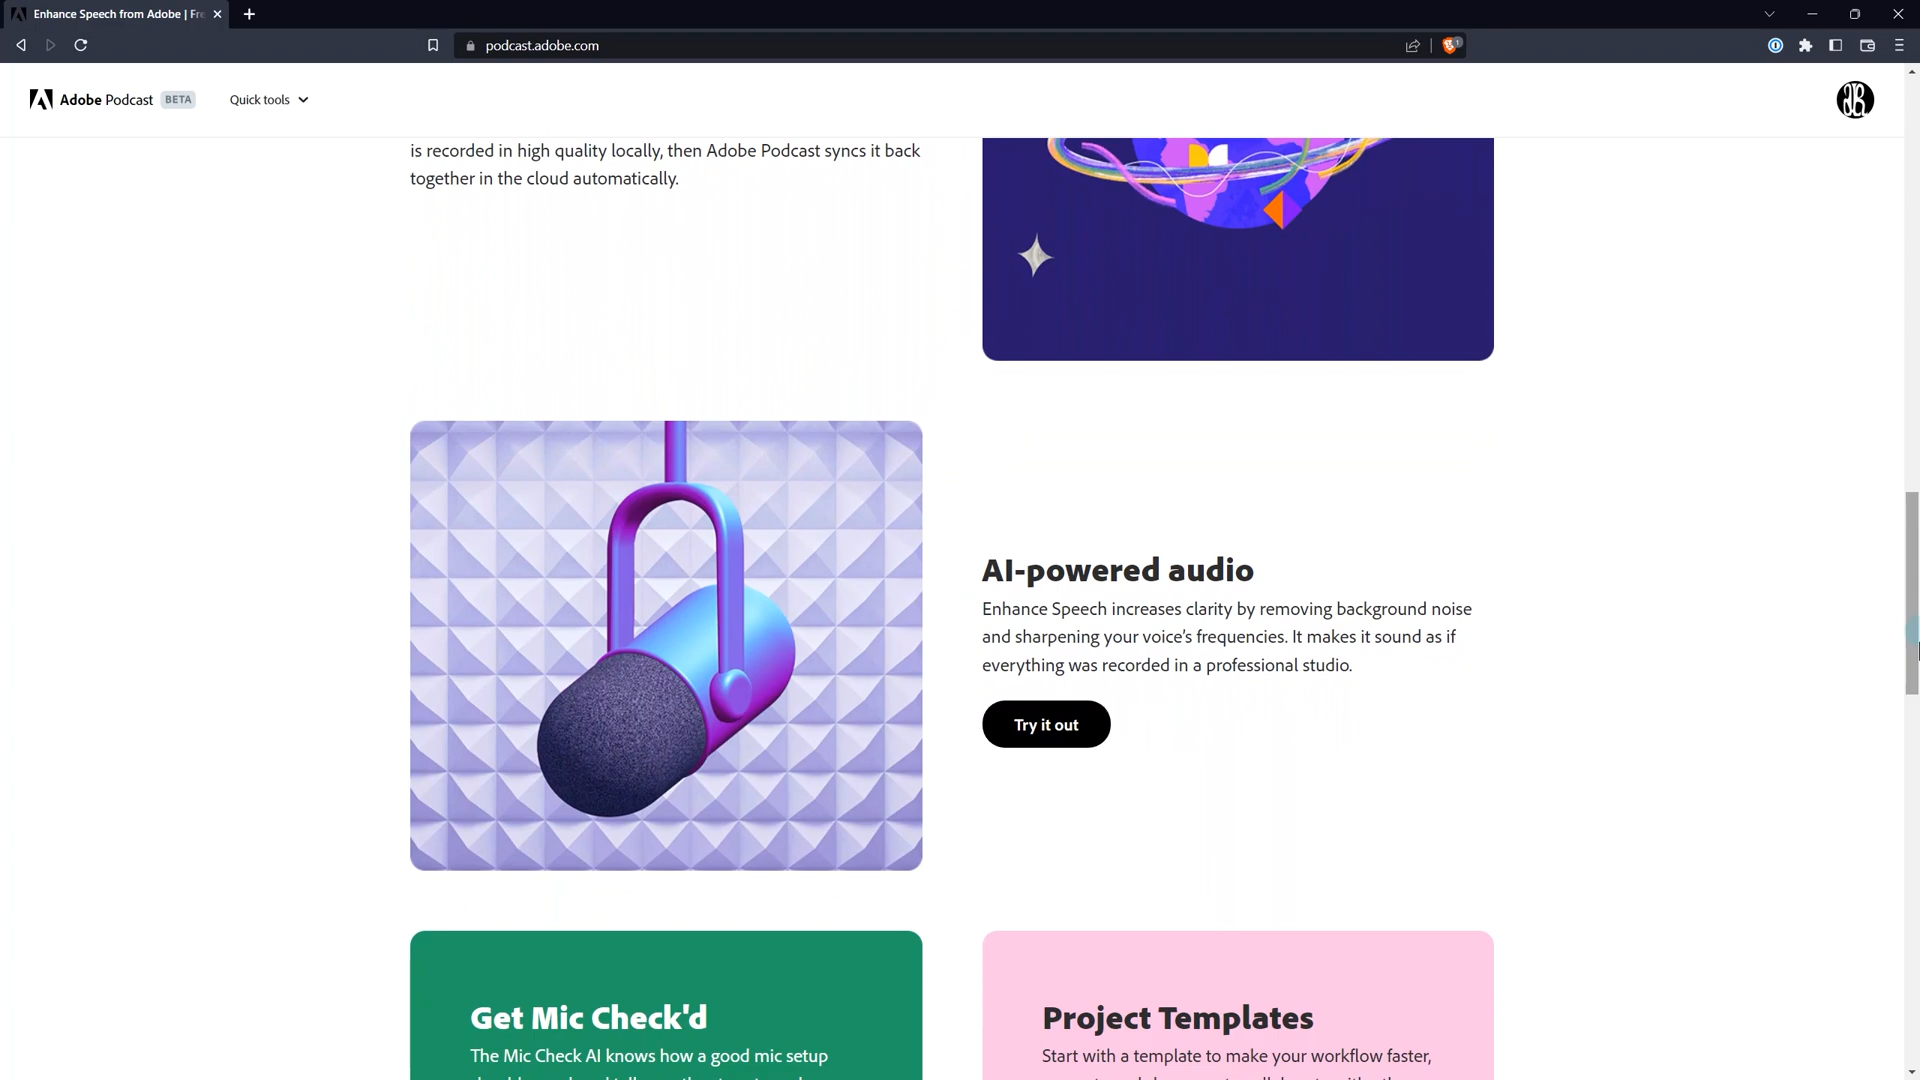 Enhance Speech from Adobe | Fre
podcast.adobe.com
1
Adobe Podcast BETA
Quick tools
is recorded in high quality locally, then Adobe Podcast syncs it back
together in the cloud automatically.
AI-powered audio
Enhance Speech increases clarity by removing background noise
and sharpening your voice’s frequencies. It makes it sound as if
everything was recorded in a professional studio.
Try it out
Get Mic Check'd
The Mic Check AI knows how a good mic setup
Project Templates
Start with a template to make your workflow faster,